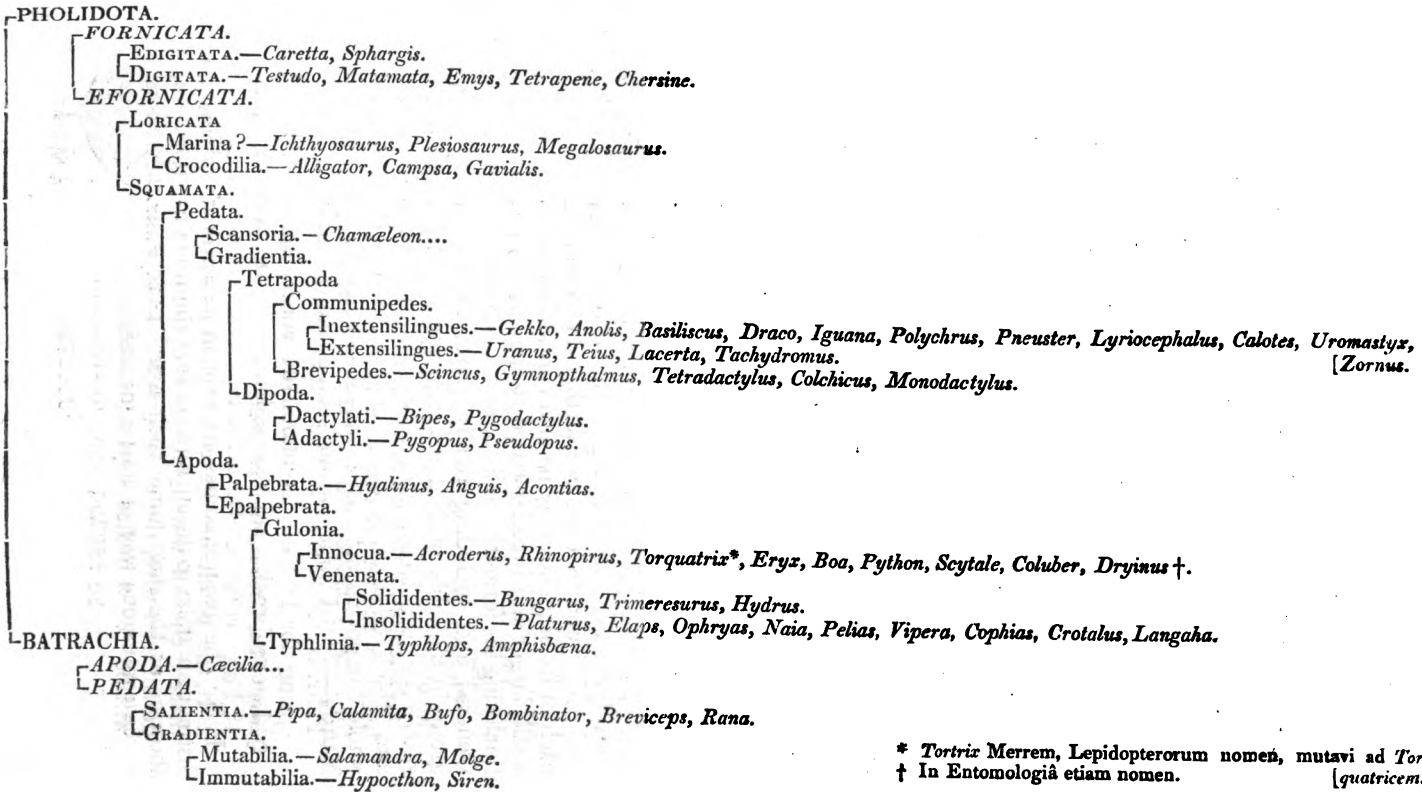 PHOLIDOTA.
FORNICATA.
EDIGITATA.—Caretta, Sphargis.
DIGITATA.—Testudo, Matamata, Emys, Tetrapene, Chersine.
EFORNICATA.
LORICATA
Marina?—Ichthyosaurus, Plesiosaurus, Megalosaurus.
Crocodilia.—Alligator, Campsa, Gavialis.
SQUAMATA.
Pedata.
Scansoria.—Chamæleon....
Gradientia.
Tetrapoda
Communipedes.
Inextensilingues.—Gekko, Anolis, Basiliscus, Draco, Iguana, Polychrus, Pneuster, Lyriocephalus, Calotes, Uromastyx,
Extensilingues.—Uranus, Teius, Lacerta, Tachydromus. [Zornus.
Brevipedes.—Scincus, Gymnopthalmus, Tetradactylus, Colchicus, Monodactylus.
Dipoda.
Dactylati.—Bipes, Pygodactylus.
Adactyli.—Pygopus, Pseudopus.
Apoda.
Palpebrata.—Hyalinus, Anguis, Acontias.
Epalpebrata.
Gulonia.
Innocua.—Acroderus, Rhinopirus, Torquatrix*, Eryx, Boa, Python, Scytale, Coluber, Dryinus†.
Venenata.
Solididentes.—Bungarus, Trimeresurus, Hydrus.
Insolididentes.—Platurus, Elaps, Ophryas, Naia, Pelias, Vipera, Cophias, Crotalus, Langaha.
BATRACHIA. Typhlinia.—Typhlops, Amphisbæna.
APODA.—Cæcilia...
PEDATA.
SALIENTIA.—Pipa, Calamita, Bufo, Bombinator, Breviceps, Rana.
GRADIENTIA.
Mutabilia.—Salamandra, Molge.
Immutabilia.—Hypocthon, Siren.
* Tortrix Merrem, Lepidopterorum nomen, mutavi ad Tor
† In Entomologiâ etiam nomen. [quatricem.